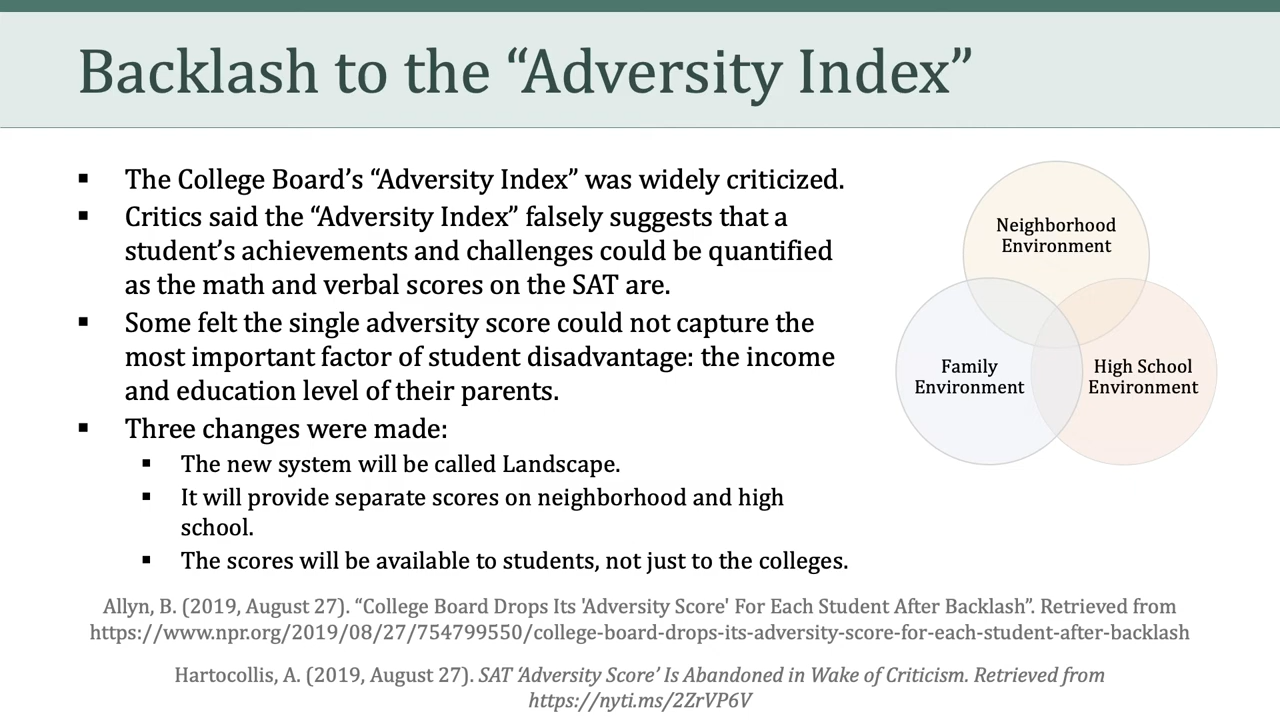 Backlash to the “Adversity Index”
▪ The College Board’s “Adversity Index” was widely criticized.
▪ Critics said the “Adversity Index” falsely suggests that a
student’s achievements and challenges could be quantified
as the math and verbal scores on the SAT are.
▪ Some felt the single adversity score could not capture the
most important factor of student disadvantage: the income
and education level of their parents.
▪ Three changes were made:
▪ The new system will be called Landscape.
▪ It will provide separate scores on neighborhood and high
school.
▪ The scores will be available to students, not just to the colleges.
Neighborhood
Environment
Family
Environment
High School
Environment
Allyn, B. (2019, August 27). “College Board Drops Its 'Adversity Score' For Each Student After Backlash”. Retrieved from
https://www.npr.org/2019/08/27/754799550/college-board-drops-its-adversity-score-for-each-student-after-backlash
Hartocollis, A. (2019, August 27). SAT ‘Adversity Score’ Is Abandoned in Wake of Criticism. Retrieved from
https://nyti.ms/2ZrVP6V